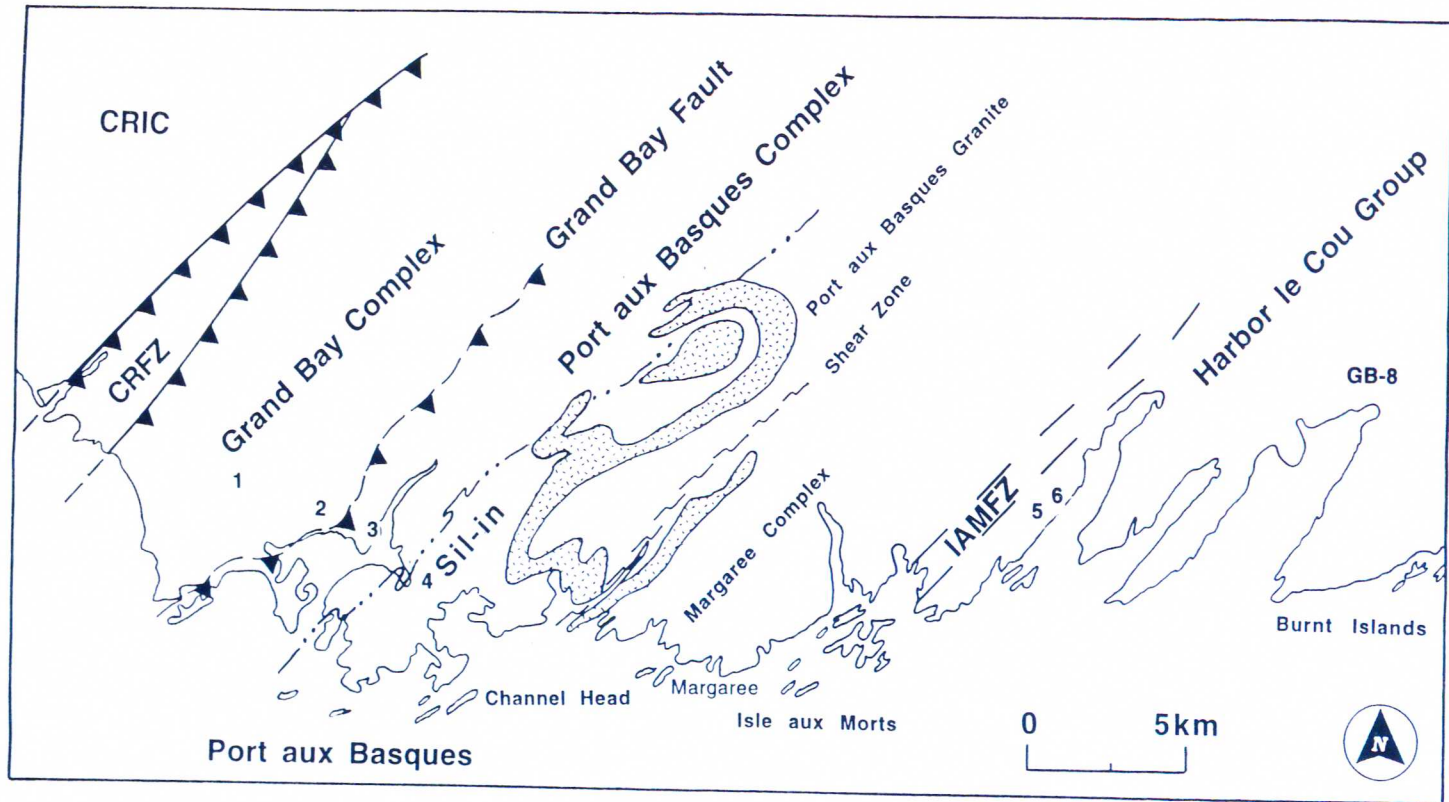 CRIC
CRFZ
Grand Bay Complex
Grand Bay Fault
Port aux Basques Complex
Port aux Basques Granite
Shear Zone
Harbor le Cou Group
GB-8
1
2
3
4
Sil-in
Margaree Complex
IAMFZ
5
6
Burnt Islands
Channel Head
Margaree
Isle aux Morts
Port aux Basques
0 5km
N